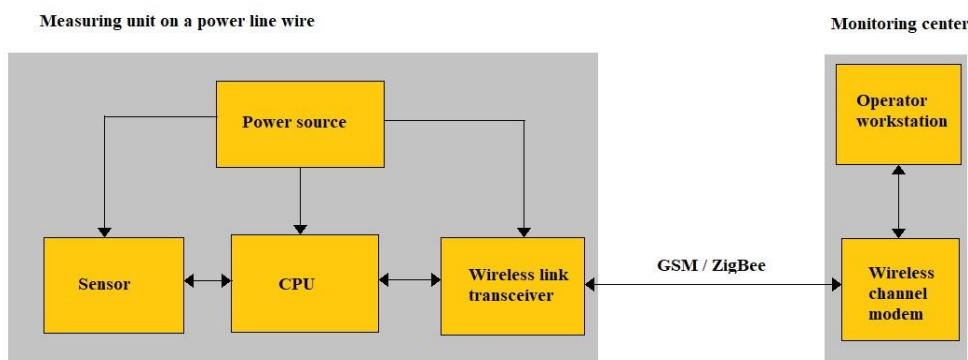 Measuring unit on a power line wire
Monitoring center
Power source
Operator
workstation
Sensor
CPU
Wireless link
transceiver
GSM / ZigBee
Wireless
channel
modem